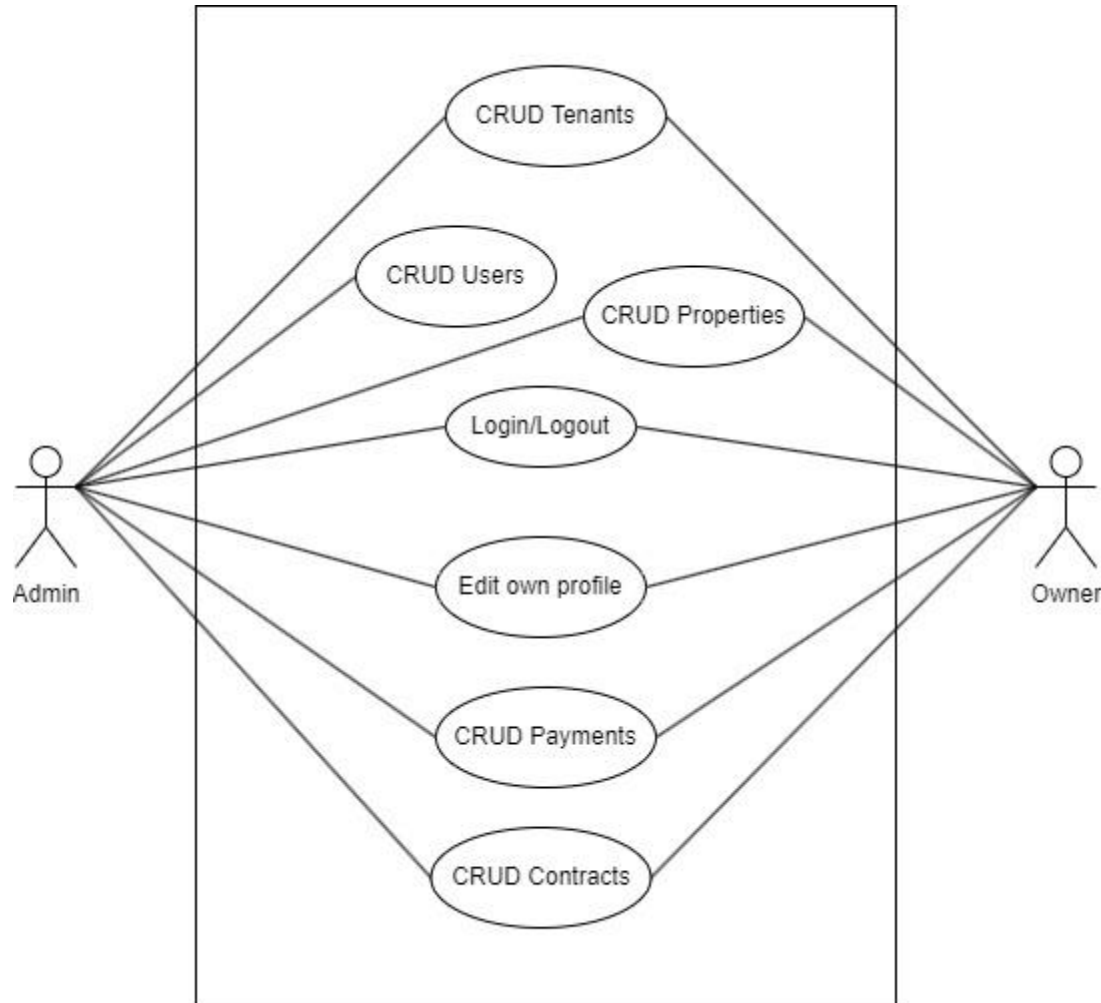 CRUD Tenants
CRUD Users
CRUD Properties
Login/Logout
Admin
Edit own profile
Owner
CRUD Payments
CRUD Contracts